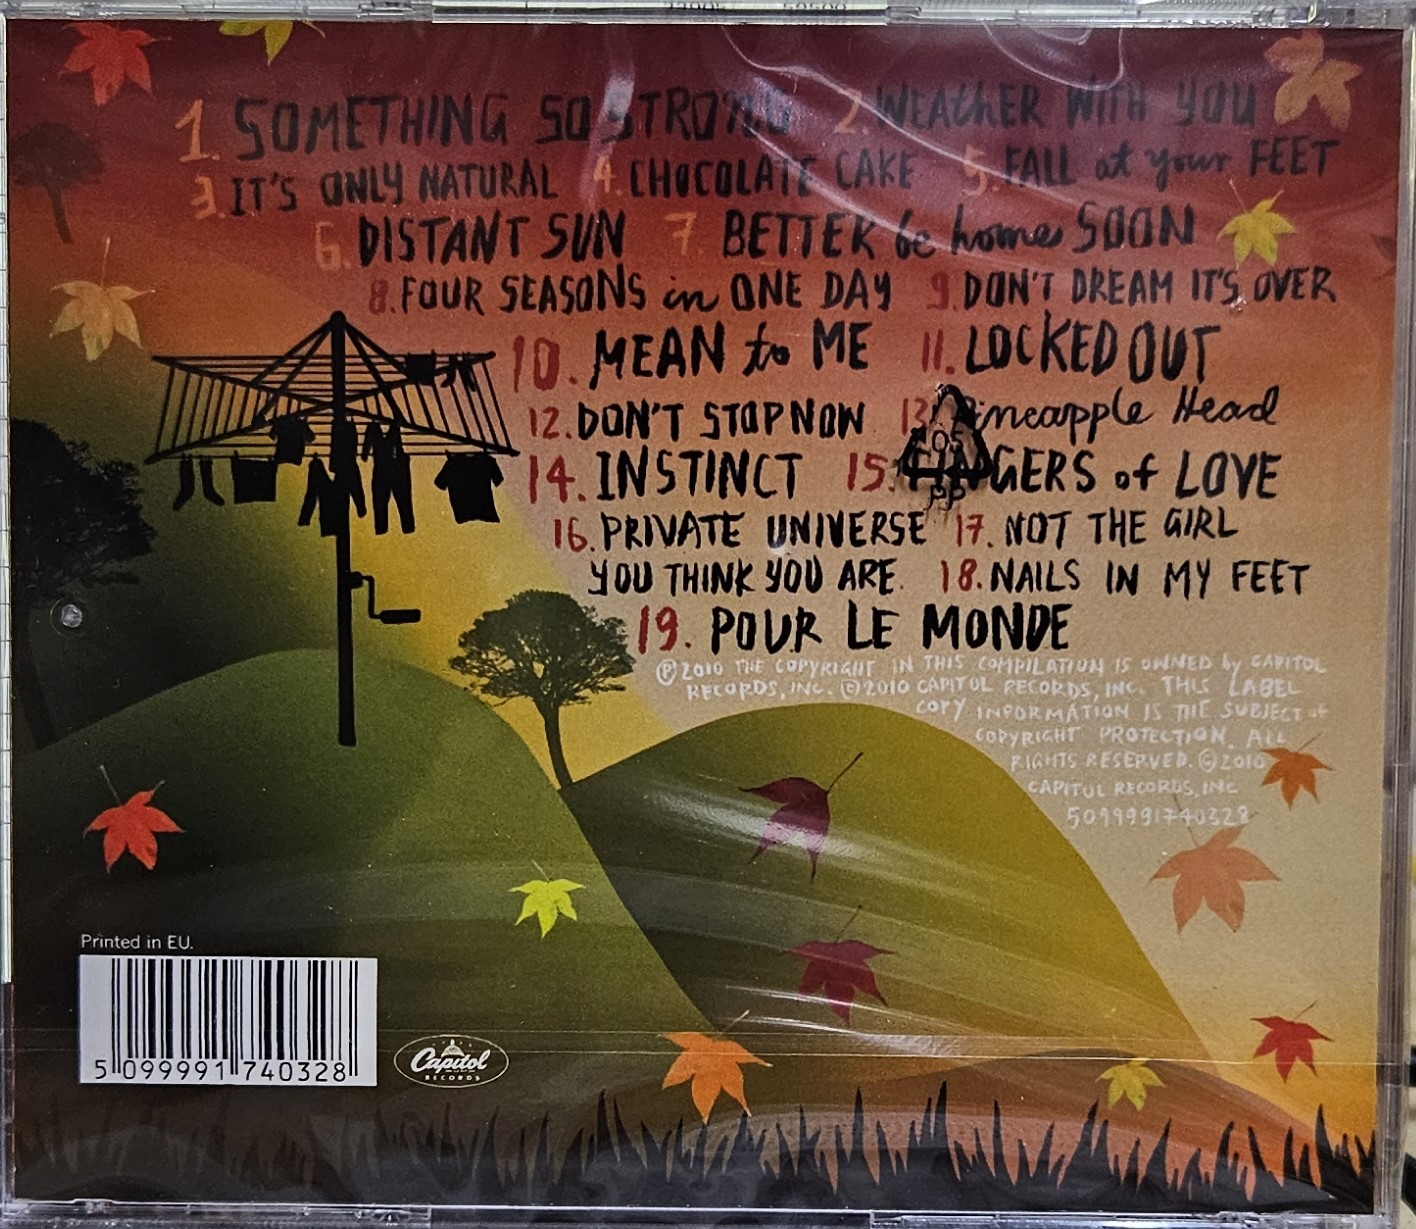 1. SOMETHING SO STRONG 2. WEAthER WITH YOU
3. IT'S ONLY NATURAL 4. CHOCOLATE CAKE 5. FALL at your FEET
6. DISTANT SUN 7. BETTER be home SOON
8. FOUR SEASONS in ONE DAY 9. DON'T DREAM IT'S OVER
10. MEAN to ME 11. LOCKED OUT
12. DON'T STOP NOW 13. Pineapple Head
14. INSTINCT 15. FINGERS of LOVE
05
PP
16. PRIVATE UNIVERSE 17. NOT THE GIRL
YOU THINK YOU ARE. 18. NAILS IN MY FEET
19. POUR LE MONDE
℗2010 THE COPYRIGHT IN THIS COMPILATION IS OWNED by CAPITOL
RECORDS, INC. ©2010 CAPITOL RECORDS, INC. THIS LABEL
COPY INFORMATION IS THE SUBJECT of
COPYRIGHT PROTECTION. ALL
RIGHTS RESERVED. ©2010
CAPITOL RECORDS, INC
5099991740328
Printed in EU.
5 099991 740328
Capitol
RECORDS